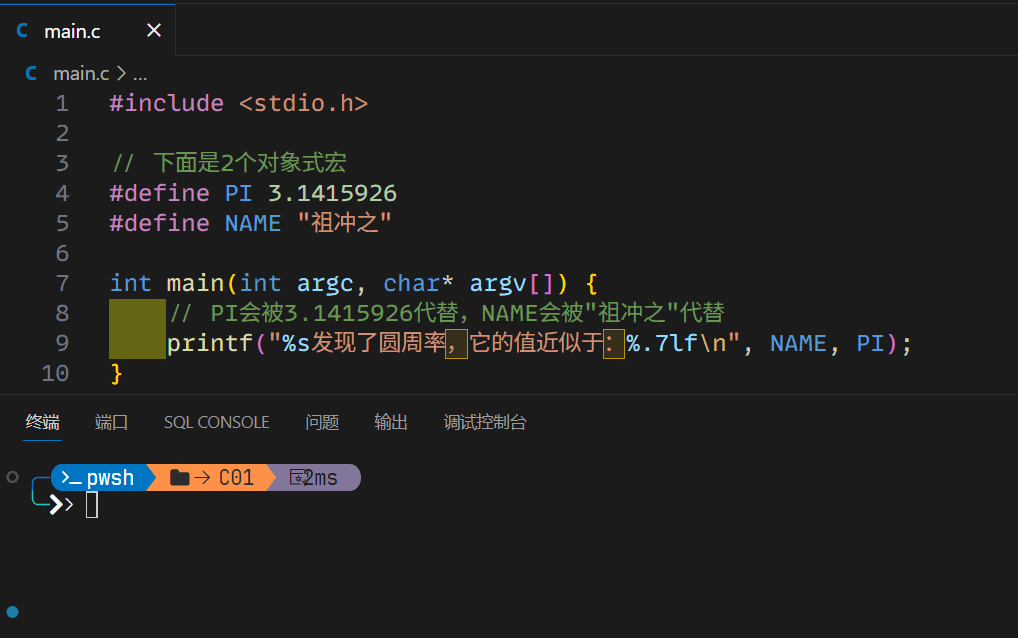 C main.c ×
C main.c > ...
1 #include <stdio.h>
2
3 // 下面是2个对象式宏
4 #define PI 3.1415926
5 #define NAME "祖冲之"
6
7 int main(int argc, char* argv[]) {
8 // PI会被3.1415926代替，NAME会被"祖冲之"代替
9 printf("%s发现了圆周率，它的值近似于：%.7lf\n", NAME, PI);
10 }
终端 端口 SQL CONSOLE 问题 输出 调试控制台
>_ pwsh → C01 2ms